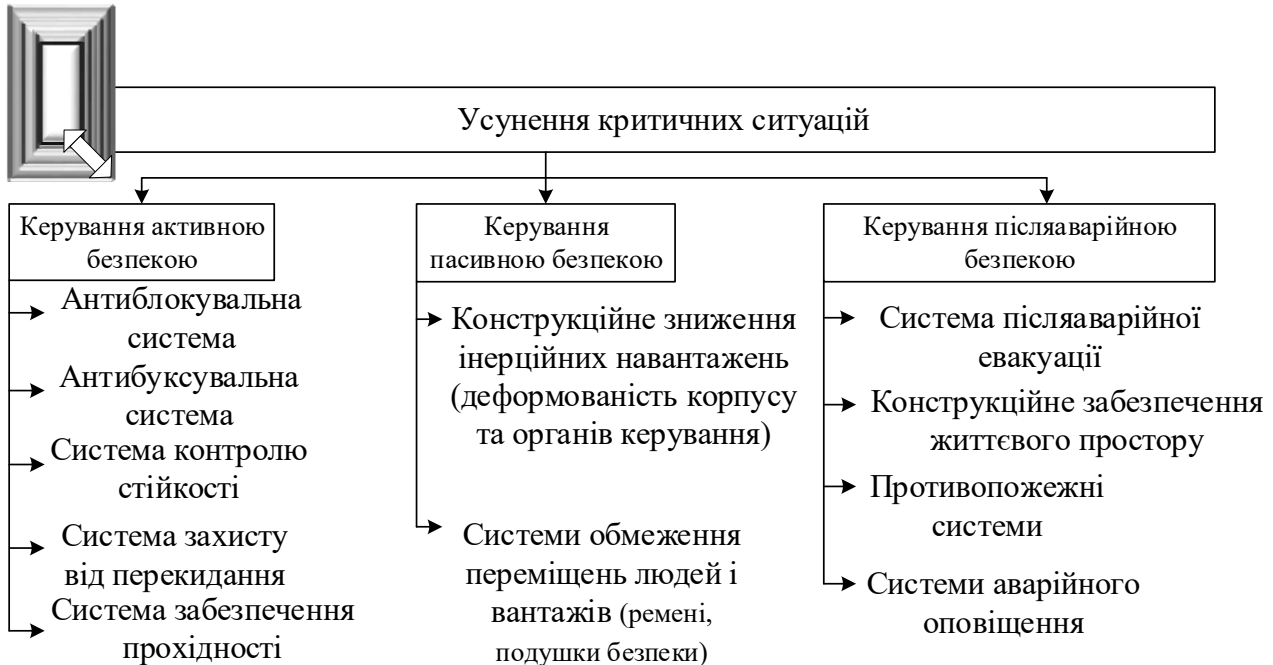 Усунення критичних ситуацій
Керування активною
безпекою
Антиблокувальна
система
Антибуксувальна
система
Система контролю
стійкості
Система захисту
від перекидання
Система забезпечення
прохідності
Керування
пасивною безпекою
Конструкційне зниження
інерційних навантажень
(деформованість корпусу
та органів керування)
Системи обмеження
переміщень людей і
вантажів (ремені,
подушки безпеки)
Керування післяаварійною
безпекою
Система післяаварійної
евакуації
Конструкційне забезпечення
життєвого простору
Противопожежні
системи
Системи аварійного
оповіщення